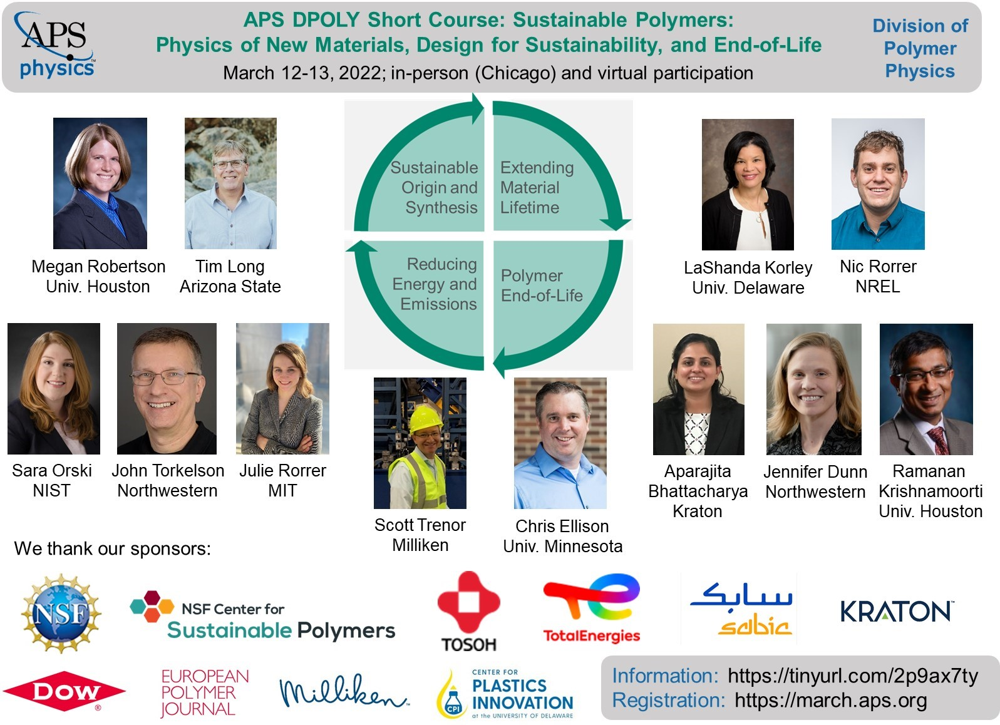 APS
physics™
APS DPOLY Short Course: Sustainable Polymers:
Physics of New Materials, Design for Sustainability, and End-of-Life
March 12-13, 2022; in-person (Chicago) and virtual participation
Division of
Polymer
Physics
Sustainable
Origin and
Synthesis
Extending
Material
Lifetime
Reducing
Energy and
Emissions
Polymer
End-of-Life
Megan Robertson
Univ. Houston
Tim Long
Arizona State
LaShanda Korley
Univ. Delaware
Nic Rorrer
NREL
Sara Orski
NIST
John Torkelson
Northwestern
Julie Rorrer
MIT
Scott Trenor
Milliken
Chris Ellison
Univ. Minnesota
Aparajita
Bhattacharya
Kraton
Jennifer Dunn
Northwestern
Ramanan
Krishnamoorti
Univ. Houston
We thank our sponsors:
NSF
NSF Center for
Sustainable Polymers
TOSOH
TotalEnergies
سابك
sabic
KRATON™
DOW®
EUROPEAN
POLYMER
JOURNAL
Milliken™
CPI
CENTER FOR
PLASTICS
INNOVATION
at the UNIVERSITY OF DELAWARE
Information: https://tinyurl.com/2p9ax7ty
Registration: https://march.aps.org